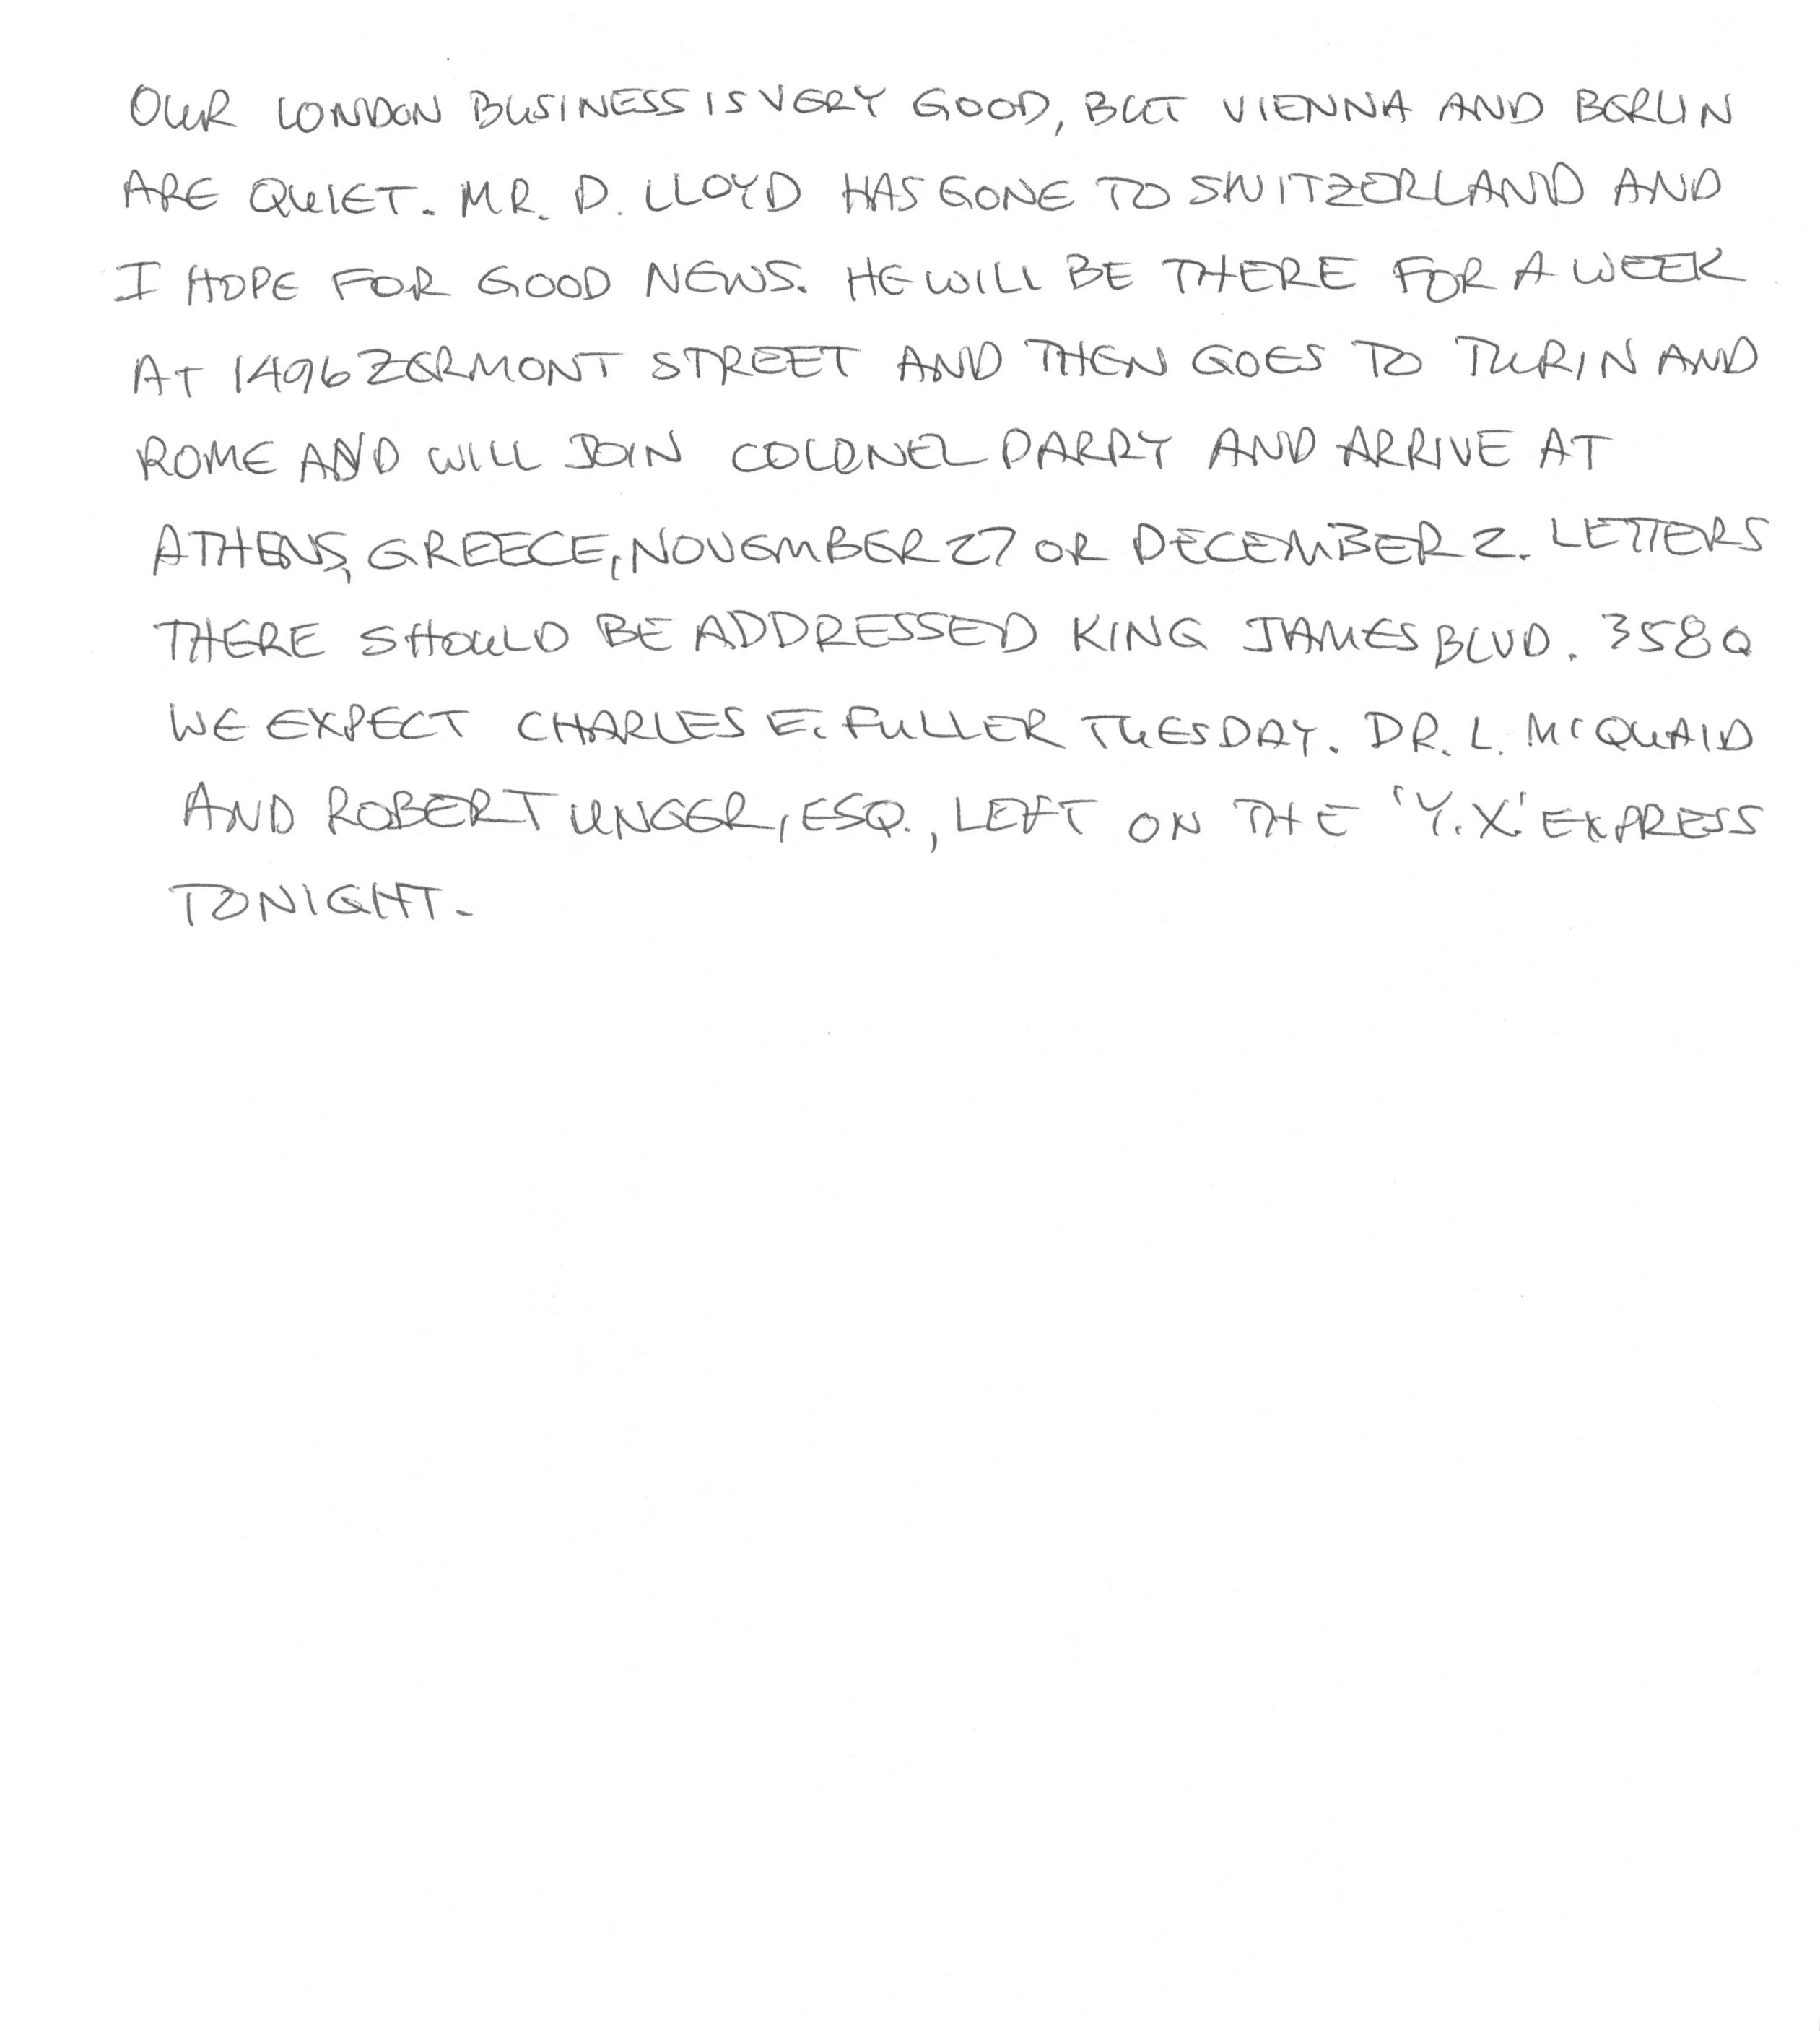 OUR LONDON BUSINESS IS VERY GOOD, BUT VIENNA AND BERLIN
ARE QUIET. MR. D. LLOYD HAS GONE TO SWITZERLAND AND
I HOPE FOR GOOD NEWS. HE WILL BE THERE FOR A WEEK
AT 1496 ZERMONT STREET AND THEN GOES TO TURIN AND
ROME AND WILL JOIN COLONEL PARRY AND ARRIVE AT
ATHENS, GREECE, NOVEMBER 27 OR DECEMBER 2. LETTERS
THERE SHOULD BE ADDRESSED KING JAMES BLVD. 3580
WE EXPECT CHARLES E. FULLER TUESDAY. DR. L. MCQUAID
AND ROBERT UNGER, ESQ., LEFT ON THE 'Y.X.' EXPRESS
TONIGHT.